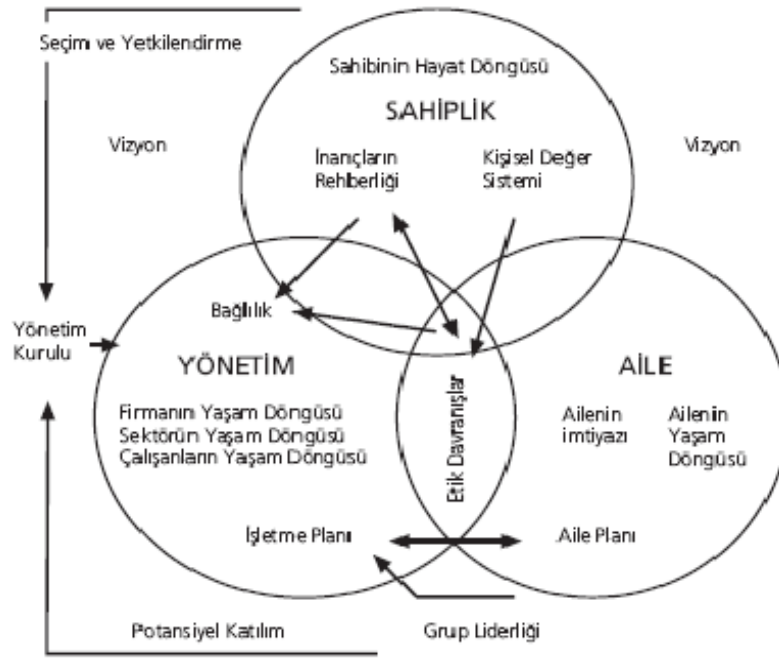 Seçimi ve Yetkilendirme
Sahibinin Hayat Döngüsü
SAHİPLİK
Vizyon
İnançların
Rehberliği
Kişisel Değer
Sistemi
Vizyon
Bağlılık
Yönetim
Kurulu
YÖNETİM
Firmanın Yaşam Döngüsü
Sektörün Yaşam Döngüsü
Çalışanların Yaşam Döngüsü
Etik Davranışlar
AİLE
Ailenin
imtiyazı
Ailenin
Yaşam
Döngüsü
İşletme Planı
Aile Planı
Potansiyel Katılım
Grup Liderliği